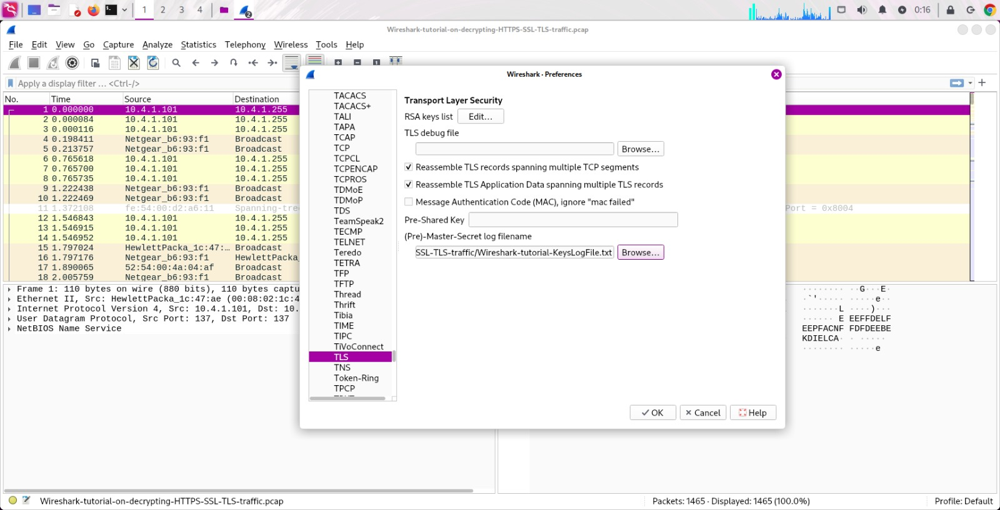 1 2 3 4 2 0:16
Wireshark-tutorial-on-decrypting-HTTPS-SSL-TLS-traffic.pcap
File Edit View Go Capture Analyze Statistics Telephony Wireless Tools Help
Apply a display filter … <Ctrl-/>
No. Time Source Destination
1 0.000000 10.4.1.101 10.4.1.255
2 0.000084 10.4.1.101 10.4.1.255
3 0.000116 10.4.1.101 10.4.1.255
4 0.198411 Netgear_b6:93:f1 Broadcast
5 0.213757 Netgear_b6:93:f1 Broadcast
6 0.765618 10.4.1.101 10.4.1.255
7 0.765700 10.4.1.101 10.4.1.255
8 0.765735 10.4.1.101 10.4.1.255
9 1.222438 Netgear_b6:93:f1 Broadcast
10 1.222469 Netgear_b6:93:f1 Broadcast
11 1.372108 fe:54:00:d2:a6:11 Spanning-tre Port = 0x8004
12 1.546843 10.4.1.101 10.4.1.255
13 1.546915 10.4.1.101 10.4.1.255
14 1.546952 10.4.1.101 10.4.1.255
15 1.797024 HewlettPacka_1c:47:… Broadcast
16 1.797176 Netgear_b6:93:f1 HewlettPacka_
17 1.890065 52:54:00:4a:04:af Broadcast
18 2.005759 Netgear_b6:93:f1 Broadcast
Frame 1: 110 bytes on wire (880 bits), 110 bytes captu
Ethernet II, Src: HewlettPacka_1c:47:ae (00:08:02:1c:4
Internet Protocol Version 4, Src: 10.4.1.101, Dst: 10.
User Datagram Protocol, Src Port: 137, Dst Port: 137
NetBIOS Name Service
Wireshark · Preferences
TACACS
TACACS+
TALI
TAPA
TCAP
TCP
TCPCL
TCPENCAP
TCPROS
TDMoE
TDMoP
TDS
TeamSpeak2
TECMP
TELNET
Teredo
TETRA
TFP
TFTP
Thread
Thrift
Tibia
TIME
TIPC
TiVoConnect
TLS
TNS
Token-Ring
TPCP
Transport Layer Security
RSA keys list Edit…
TLS debug file
Browse…
Reassemble TLS records spanning multiple TCP segments
Reassemble TLS Application Data spanning multiple TLS records
Message Authentication Code (MAC), ignore "mac failed"
Pre-Shared Key
(Pre)-Master-Secret log filename
SSL-TLS-traffic/Wireshark-tutorial-KeysLogFile.txt Browse…
OK Cancel Help
········ ··G···E·
·`'····· ·····e··
·······L ····)···
······ E EEFFDELF
EEPFACNF FDFDEEBE
KDIELCA· · ·····
········ ·····e
Wireshark-tutorial-on-decrypting-HTTPS-SSL-TLS-traffic.pcap
Packets: 1465 · Displayed: 1465 (100.0%)
Profile: Default